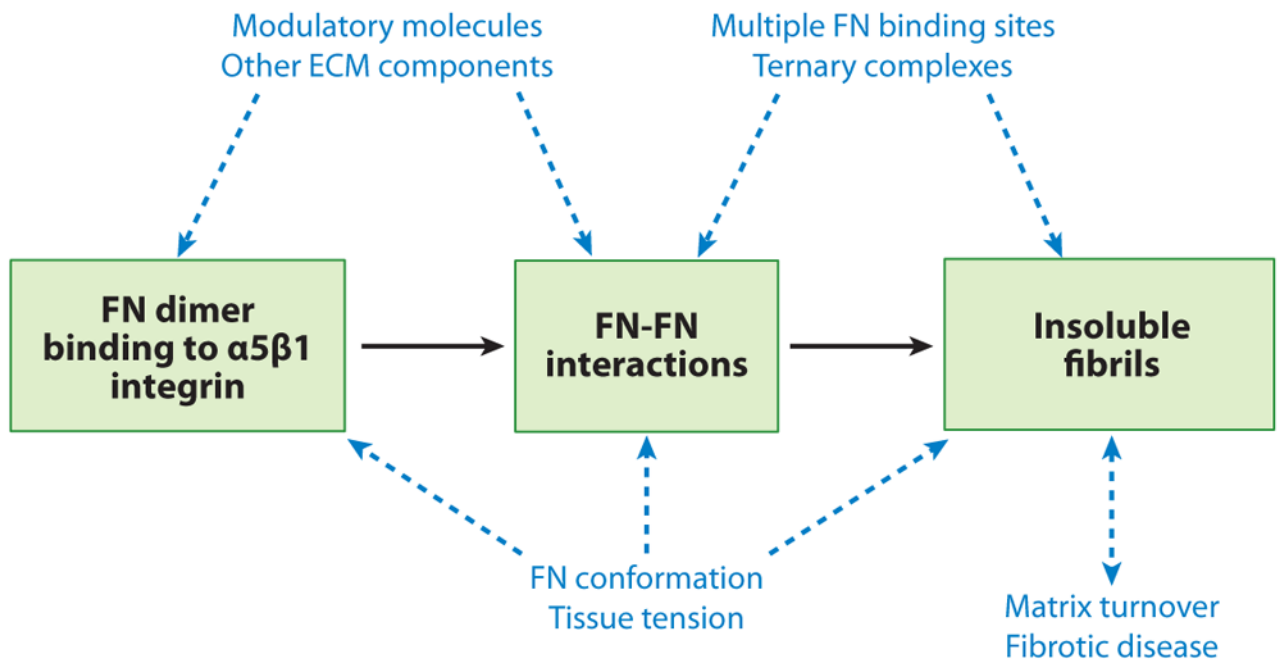 Modulatory molecules
Other ECM components
Multiple FN binding sites
Ternary complexes
FN dimer
binding to α5β1
integrin
FN-FN
interactions
Insoluble
fibrils
FN conformation
Tissue tension
Matrix turnover
Fibrotic disease